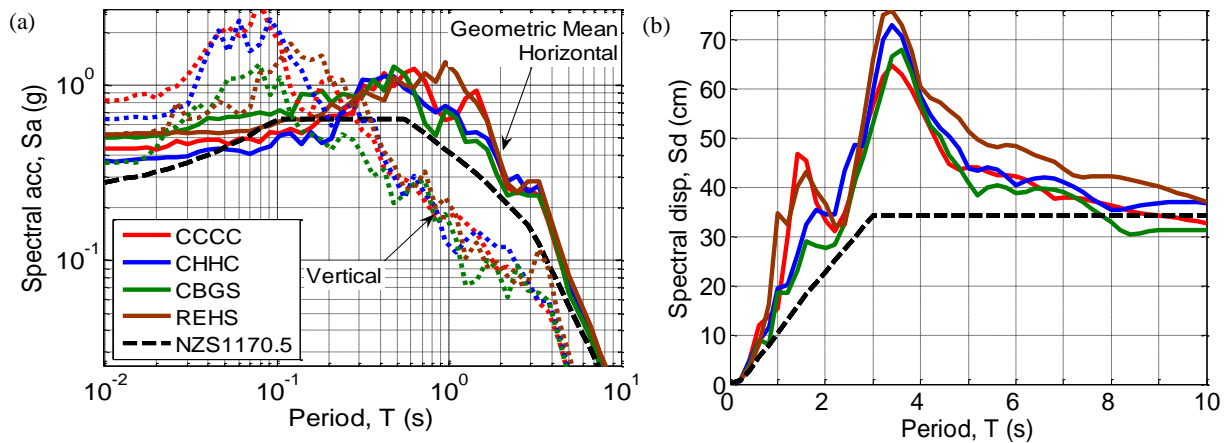 (a)
Geometric Mean
Horizontal
10^0
10^-1
Spectral acc, Sa (g)
CCCC
CHHC
CBGS
REHS
NZS1170.5
Vertical
10^-2
10^-1
10^0
10^1
Period, T (s)
(b)
70
60
50
40
30
20
10
0
Spectral disp, Sd (cm)
0
2
4
6
8
10
Period, T (s)